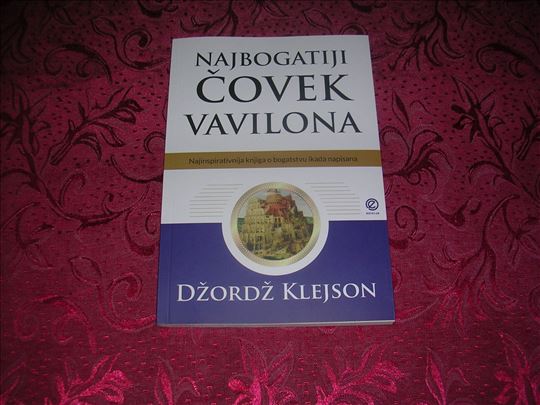 NAJBOGATIJI
ČOVEK
VAVILONA
Najinspirativnija knjiga o bogatstvu ikada napisana
DŽORDŽ KLEJSON